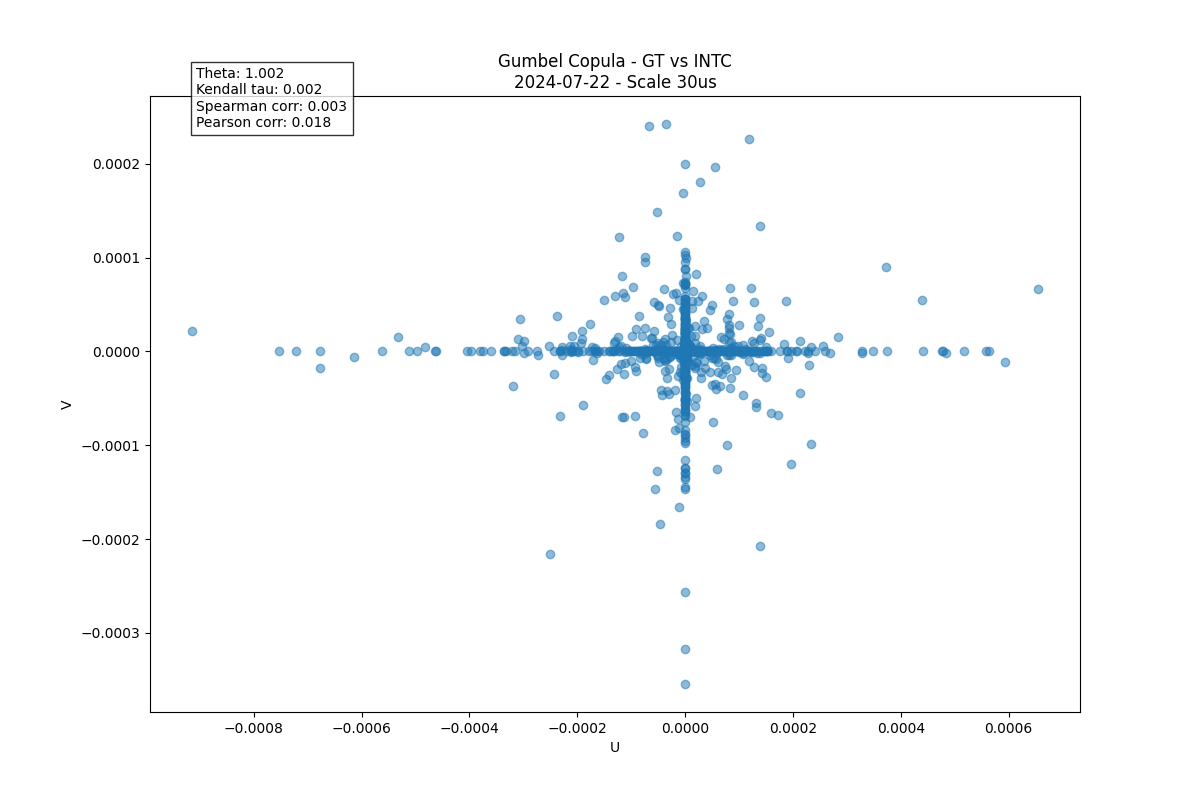 Gumbel Copula - GT vs INTC
2024-07-22 - Scale 30us
Theta: 1.002
Kendall tau: 0.002
Spearman corr: 0.003
Pearson corr: 0.018
0.0002
0.0001
0.0000
−0.0001
−0.0002
−0.0003
V
−0.0008
−0.0006
−0.0004
−0.0002
0.0000
0.0002
0.0004
0.0006
U